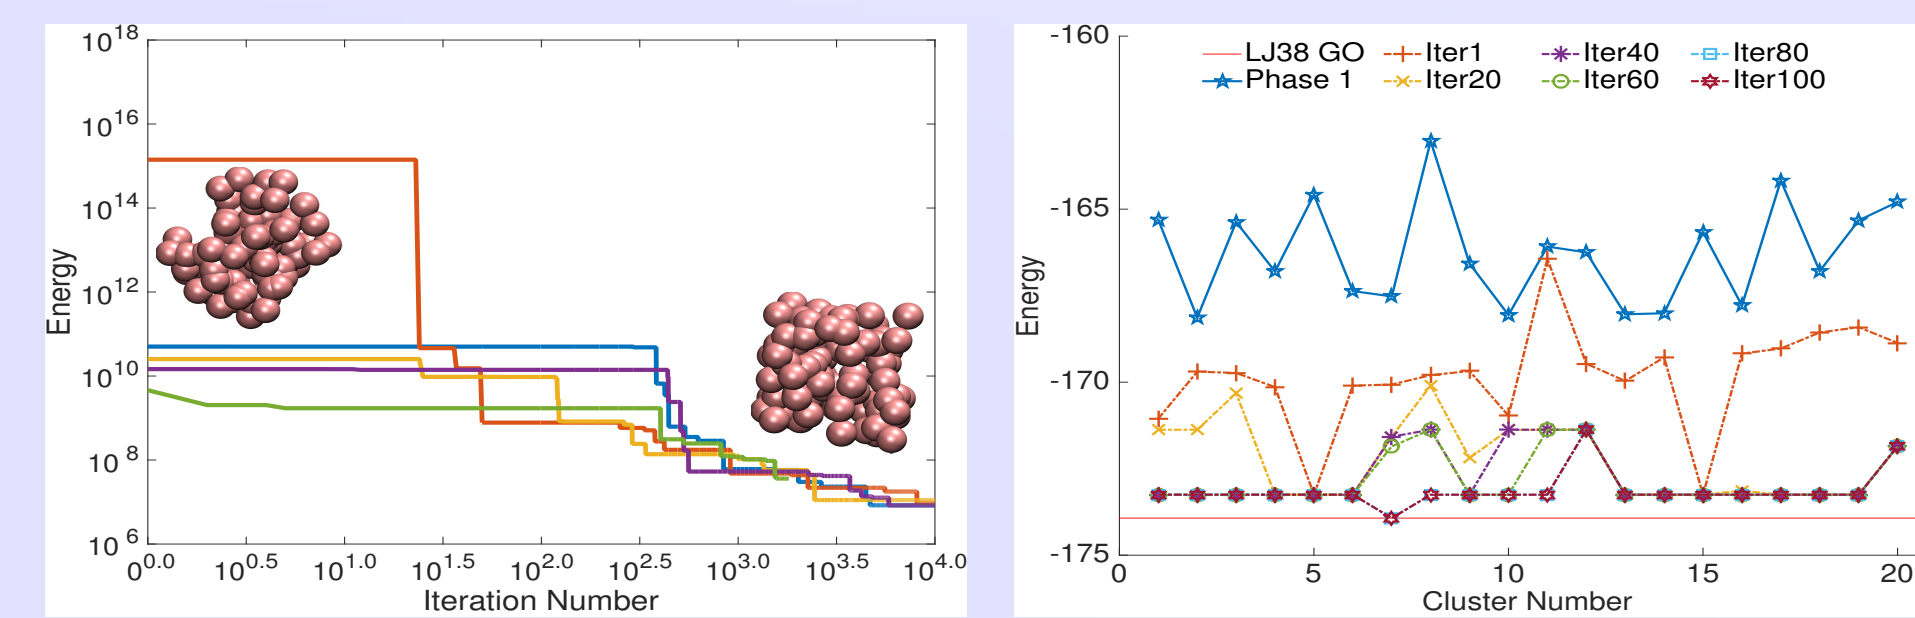 10^18
10^16
10^14
10^12
10^10
10^8
10^6
Energy
0^0.0 10^0.5 10^1.0 10^1.5 10^2.0 10^2.5 10^3.0 10^3.5 10^4.0
Iteration Number
-160
-165
-170
-175
Energy
LJ38 GO Iter1 Iter40 Iter80
Phase 1 Iter20 Iter60 Iter100
0 5 10 15 20
Cluster Number